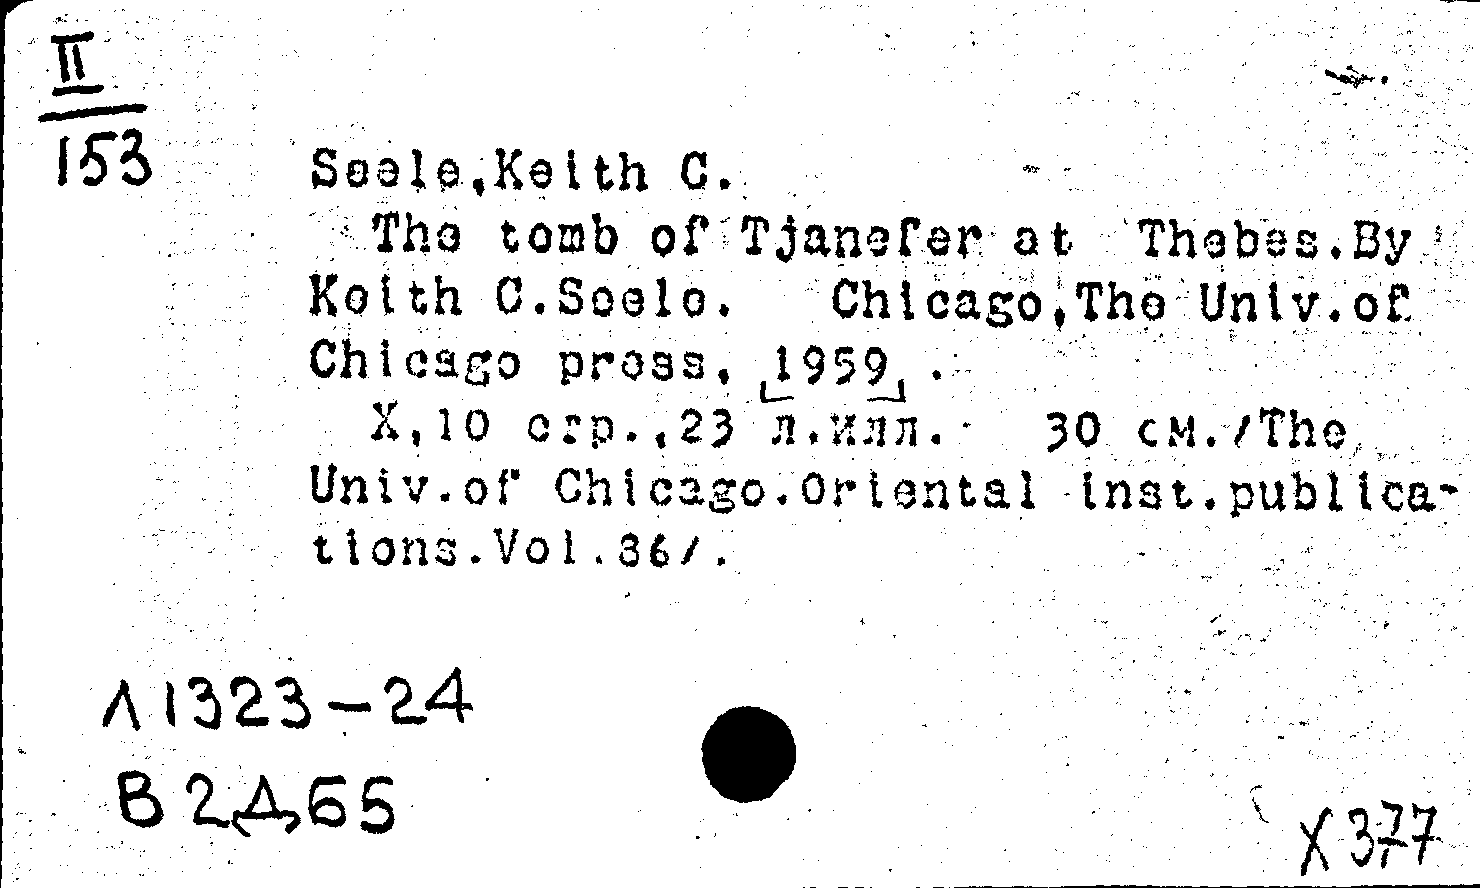 II
153
Seele,Keith C.
The tomb of Tjanefer at Thebes.By
Keith C.Seele. Chicago,The Univ.of
Chicago press, [1959].
X,10 стр.,23 л.илл. 30 см./The
Univ.of Chicago.Oriental inst.publica-
tions.Vol.86/.
Л1323-24
В2Д65
X377